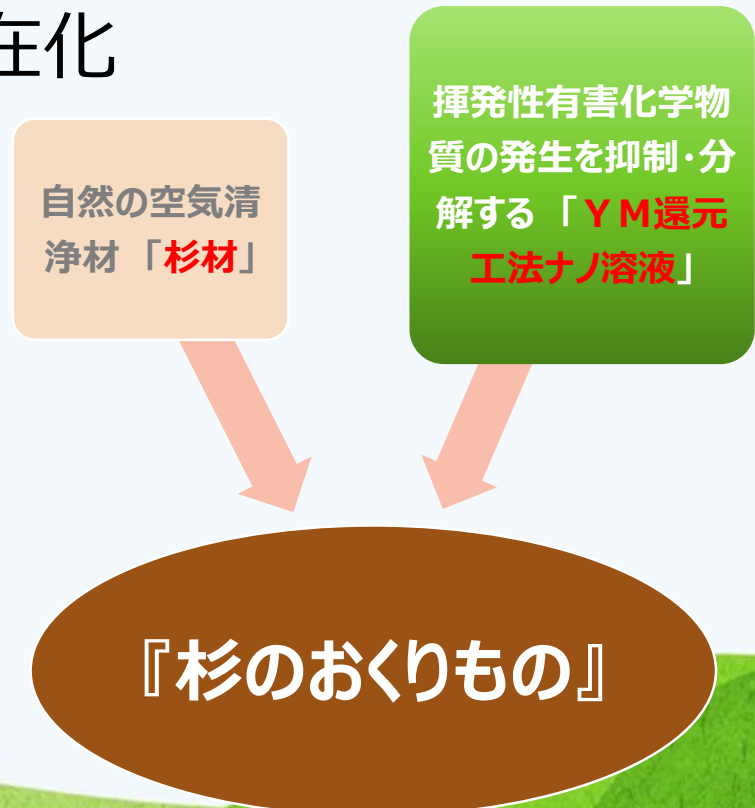 在化
自然の空気清
浄材「杉材」
揮発性有害化学物
質の発生を抑制・分
解する「ＹＭ還元
工法ナノ溶液」
『杉のおくりもの』